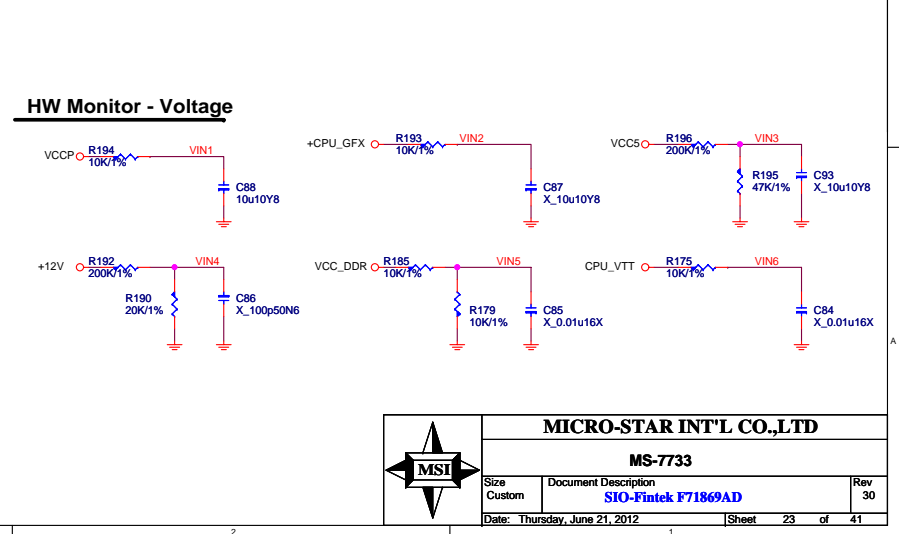 HW Monitor - Voltage
VCCP R194 10K/1% VIN1
C88
10u10Y8
+CPU_GFX R193 10K/1% VIN2
C87
X_10u10Y8
VCC5 R196 200K/1% VIN3
R195
47K/1%
C93
X_10u10Y8
+12V R192 200K/1% VIN4
R190
20K/1%
C86
X_100p50N6
VCC_DDR R185 10K/1% VIN5
R179
10K/1%
C85
X_0.01u16X
CPU_VTT R175 10K/1% VIN6
C84
X_0.01u16X
A
MSI
MICRO-STAR INT'L CO.,LTD
MS-7733
Size
Custom
Document Description
SIO-Fintek F71869AD
Rev
30
Date: Thursday, June 21, 2012
Sheet 23 of 41
2
1